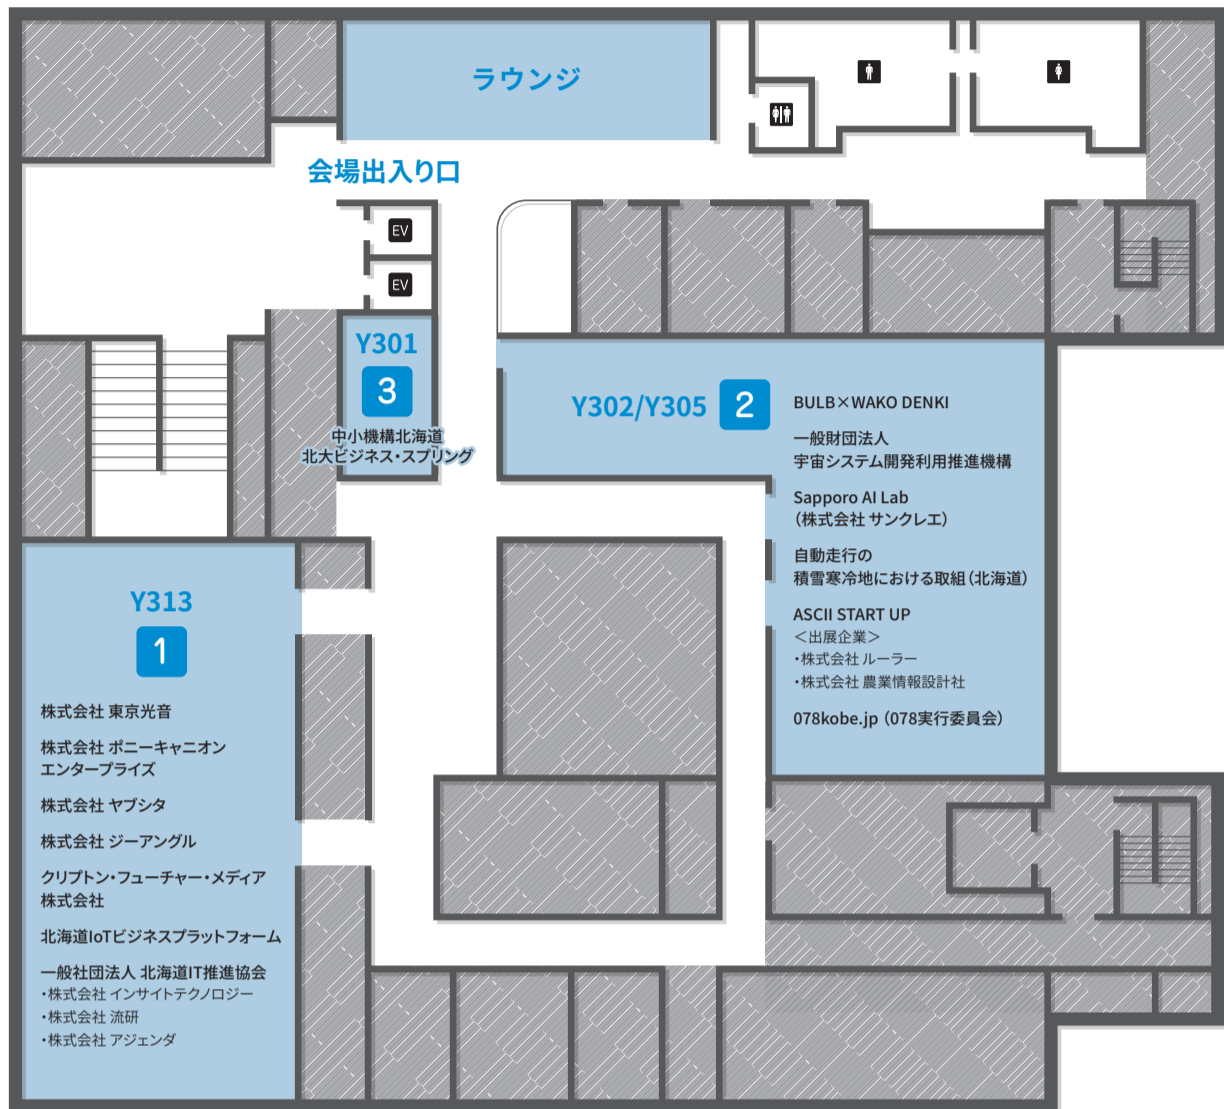 ラウンジ
会場出入り口
EV
EV
Y301
3
中小機構北海道
北大ビジネス・スプリング
Y302/Y305 2
BULB×WAKO DENKI
一般財団法人
宇宙システム開発利用推進機構
Sapporo AI Lab
（株式会社 サンクレエ）
自動走行の
積雪寒冷地における取組（北海道）
ASCII START UP
＜出展企業＞
・株式会社 ルーラー
・株式会社 農業情報設計社
078kobe.jp（078実行委員会）
Y313
1
株式会社 東京光音
株式会社 ポニーキャニオン
エンタープライズ
株式会社 ヤブシタ
株式会社 ジーアングル
クリプトン・フューチャー・メディア
株式会社
北海道IoTビジネスプラットフォーム
一般社団法人 北海道IT推進協会
・株式会社 インサイトテクノロジー
・株式会社 流研
・株式会社 アジェンダ